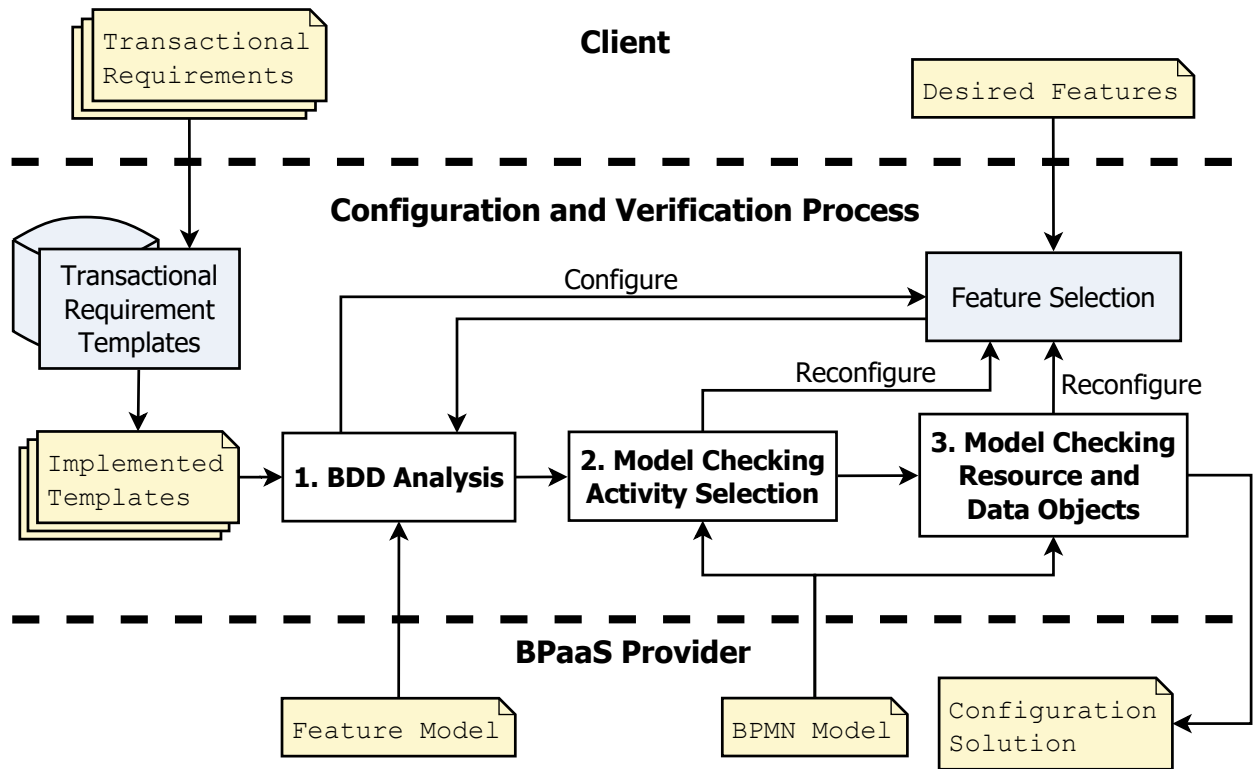 Transactional
Requirements
Client
Desired Features
Configuration and Verification Process
Transactional
Requirement
Templates
Configure
Feature Selection
Reconfigure
Reconfigure
Implemented
Templates
1. BDD Analysis
2. Model Checking
Activity Selection
3. Model Checking
Resource and
Data Objects
BPaaS Provider
Feature Model
BPMN Model
Configuration
Solution